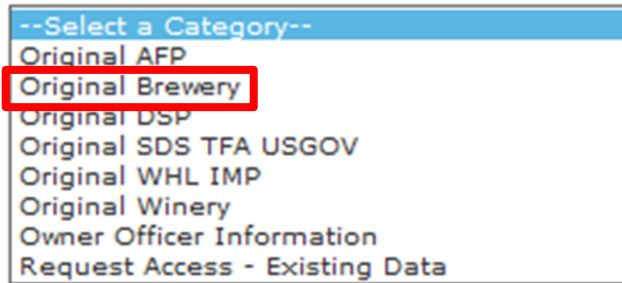 --Select a Category--
Original AFP
Original Brewery
Original DSP
Original SDS TFA USGOV
Original WHL IMP
Original Winery
Owner Officer Information
Request Access - Existing Data